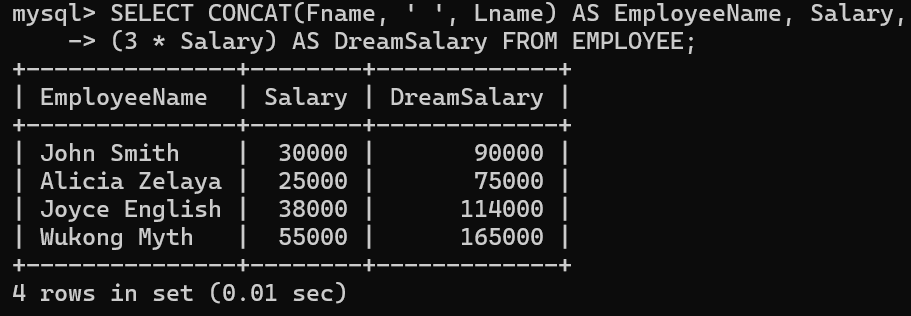 mysql> SELECT CONCAT(Fname, ' ', Lname) AS EmployeeName, Salary,
    -> (3 * Salary) AS DreamSalary FROM EMPLOYEE;
+---------------+--------+-------------+
| EmployeeName  | Salary | DreamSalary |
+---------------+--------+-------------+
| John Smith    |  30000 |       90000 |
| Alicia Zelaya |  25000 |       75000 |
| Joyce English |  38000 |      114000 |
| Wukong Myth   |  55000 |      165000 |
+---------------+--------+-------------+
4 rows in set (0.01 sec)